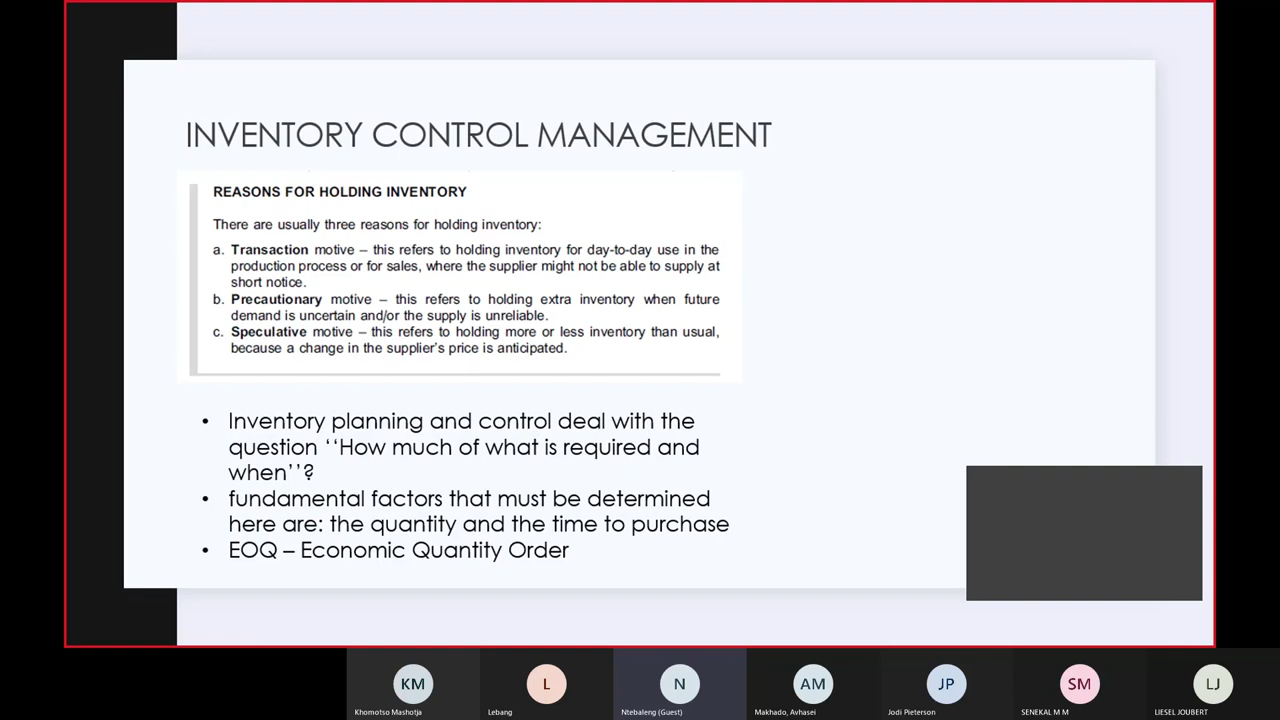 INVENTORY CONTROL MANAGEMENT
REASONS FOR HOLDING INVENTORY
There are usually three reasons for holding inventory:
a. Transaction motive – this refers to holding inventory for day-to-day use in the
production process or for sales, where the supplier might not be able to supply at
short notice.
b. Precautionary motive – this refers to holding extra inventory when future
demand is uncertain and/or the supply is unreliable.
c. Speculative motive – this refers to holding more or less inventory than usual,
because a change in the supplier's price is anticipated.
• Inventory planning and control deal with the
question ‘‘How much of what is required and
when’’?
• fundamental factors that must be determined
here are: the quantity and the time to purchase
• EOQ – Economic Quantity Order
KM
L
N
AM
JP
SM
LJ
Khomotso Mashotja
Lebang
Ntebaleng (Guest)
Makhado, Avhasei
Jodi Pieterson
SENEKAL M M
LIESEL JOUBERT